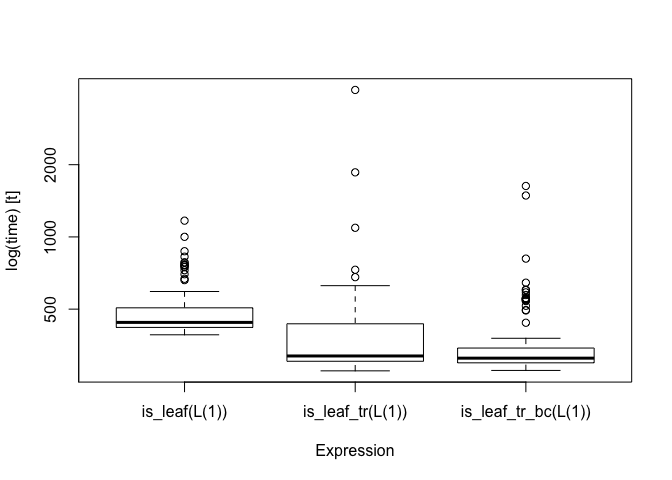 log(time) [t]
2000
1000
500
is_leaf(L(1)) is_leaf_tr(L(1)) is_leaf_tr_bc(L(1))
Expression